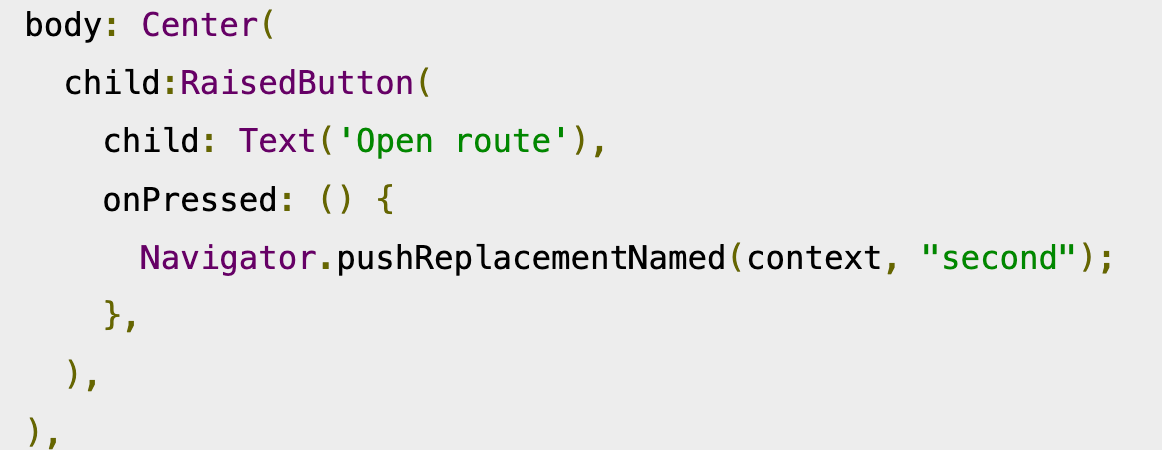 body: Center(
  child:RaisedButton(
    child: Text('Open route'),
    onPressed: () {
      Navigator.pushReplacementNamed(context, "second");
    },
  ),
),